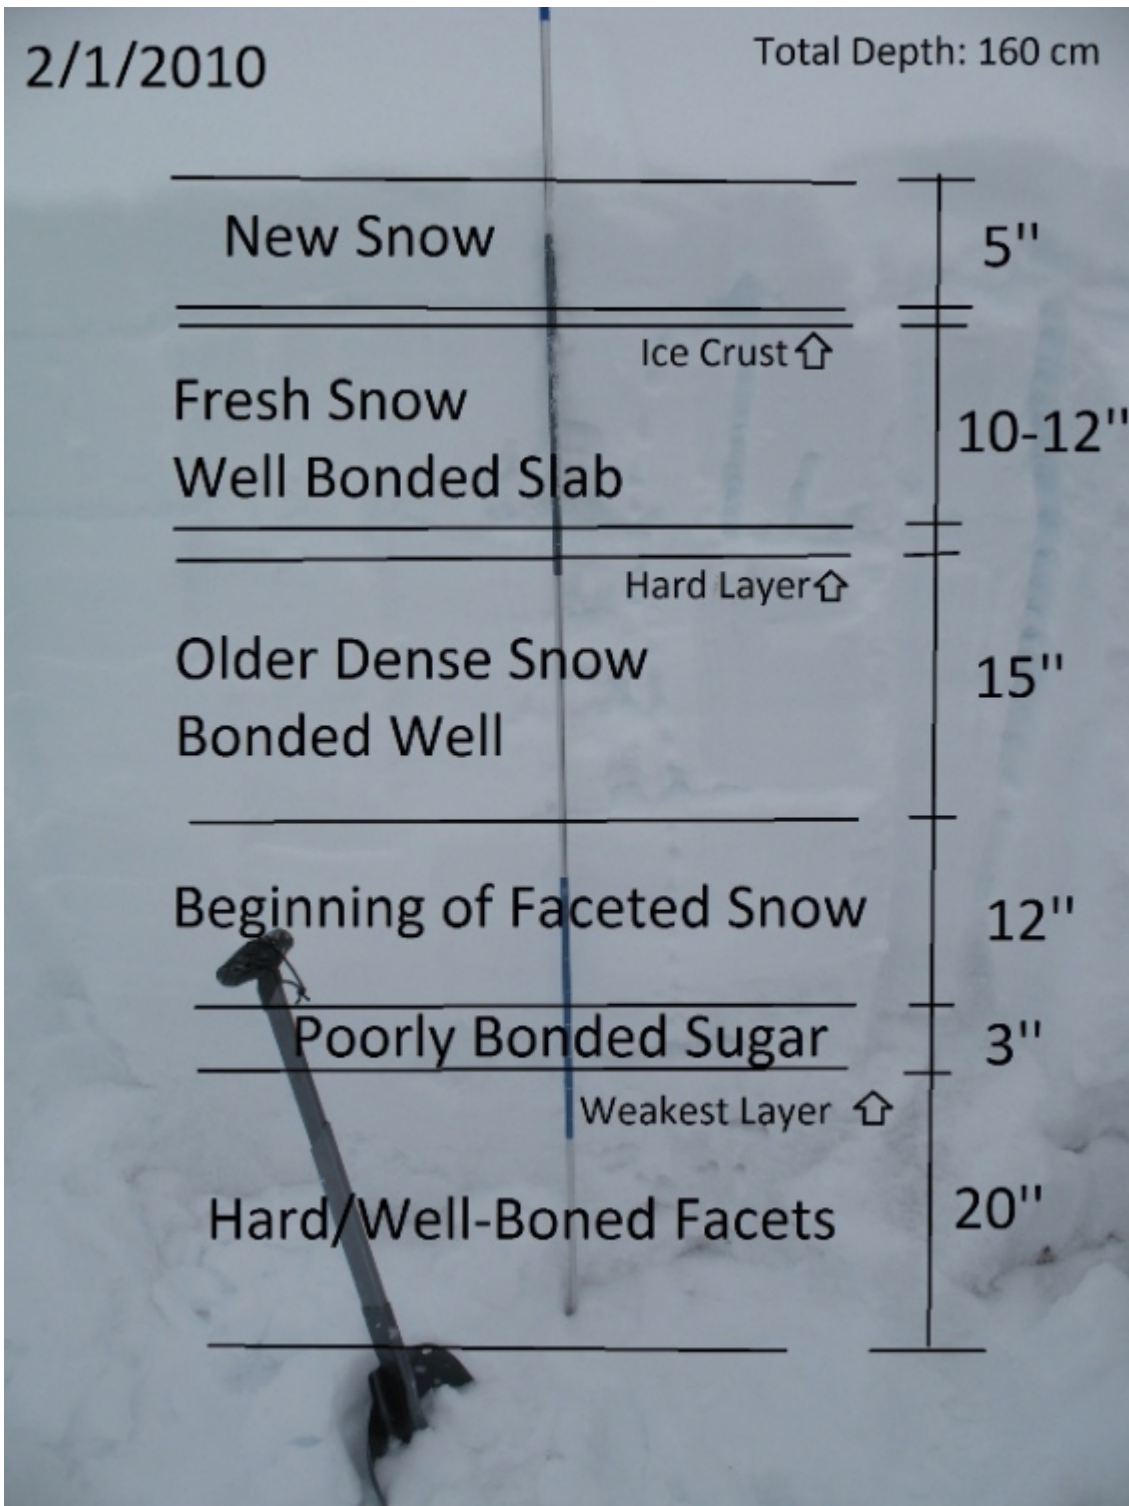 2/1/2010
Total Depth: 160 cm
New Snow
5"
Ice Crust
Fresh Snow
Well Bonded Slab
10-12"
Hard Layer
Older Dense Snow
Bonded Well
15"
Beginning of Faceted Snow
12"
Poorly Bonded Sugar
3"
Weakest Layer
Hard/Well-Boned Facets
20"